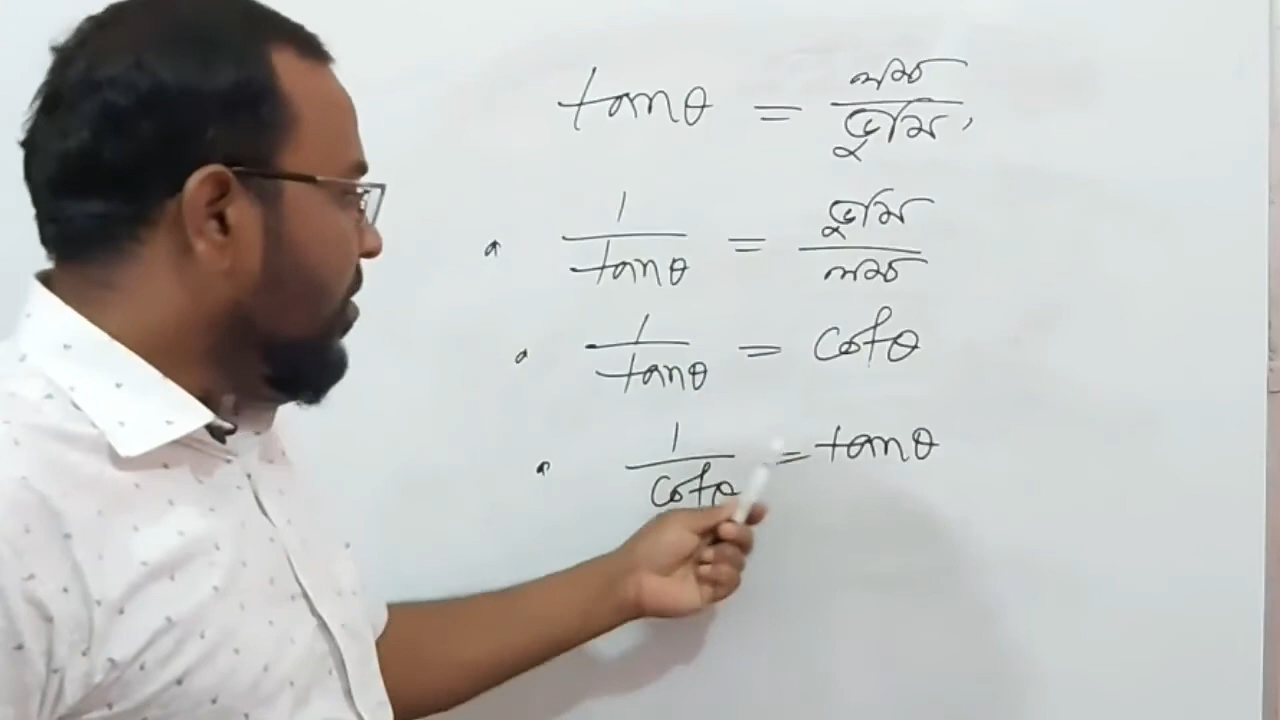 tanθ = লম্ব / ভূমি,
1 / tanθ = ভূমি / লম্ব
1 / tanθ = cotθ
1 / cotθ = tanθ